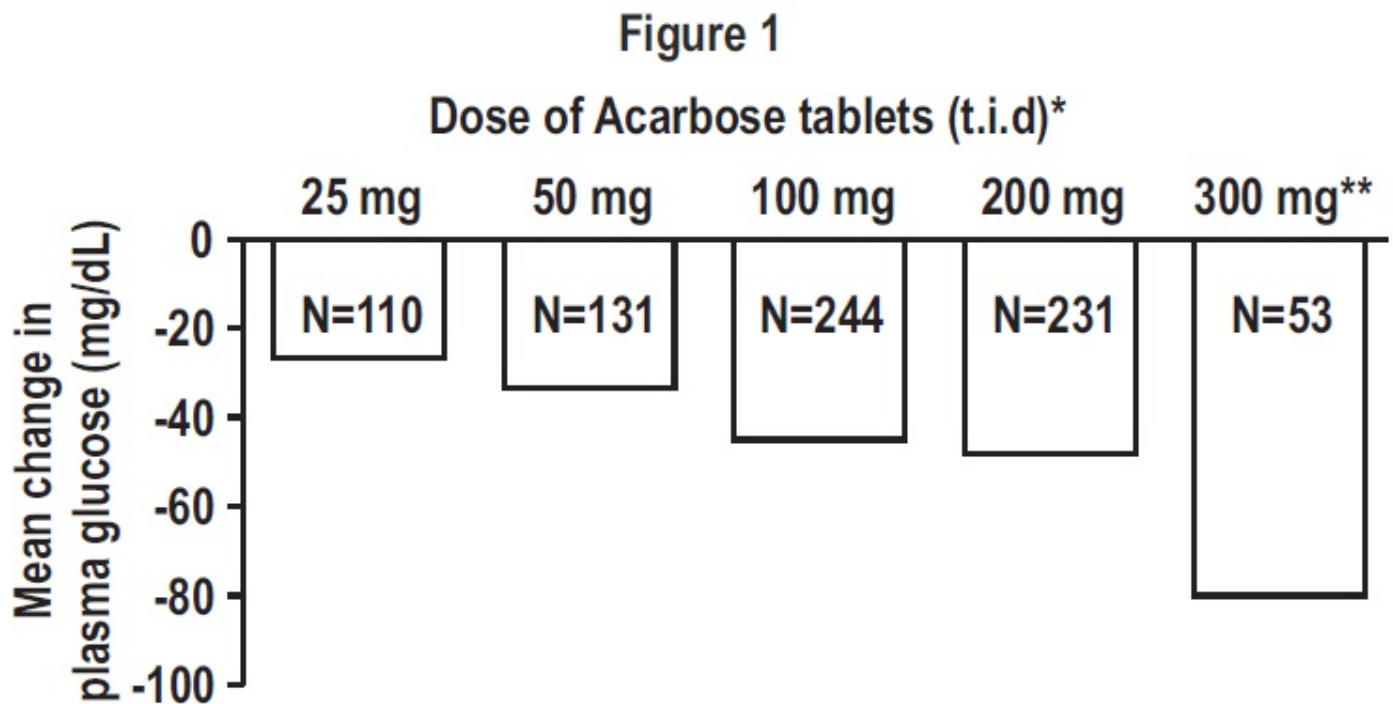 Figure 1
Dose of Acarbose tablets (t.i.d)*
25 mg 50 mg 100 mg 200 mg 300 mg**
Mean change in
plasma glucose (mg/dL)
0
-20
-40
-60
-80
-100
N=110 N=131 N=244 N=231 N=53